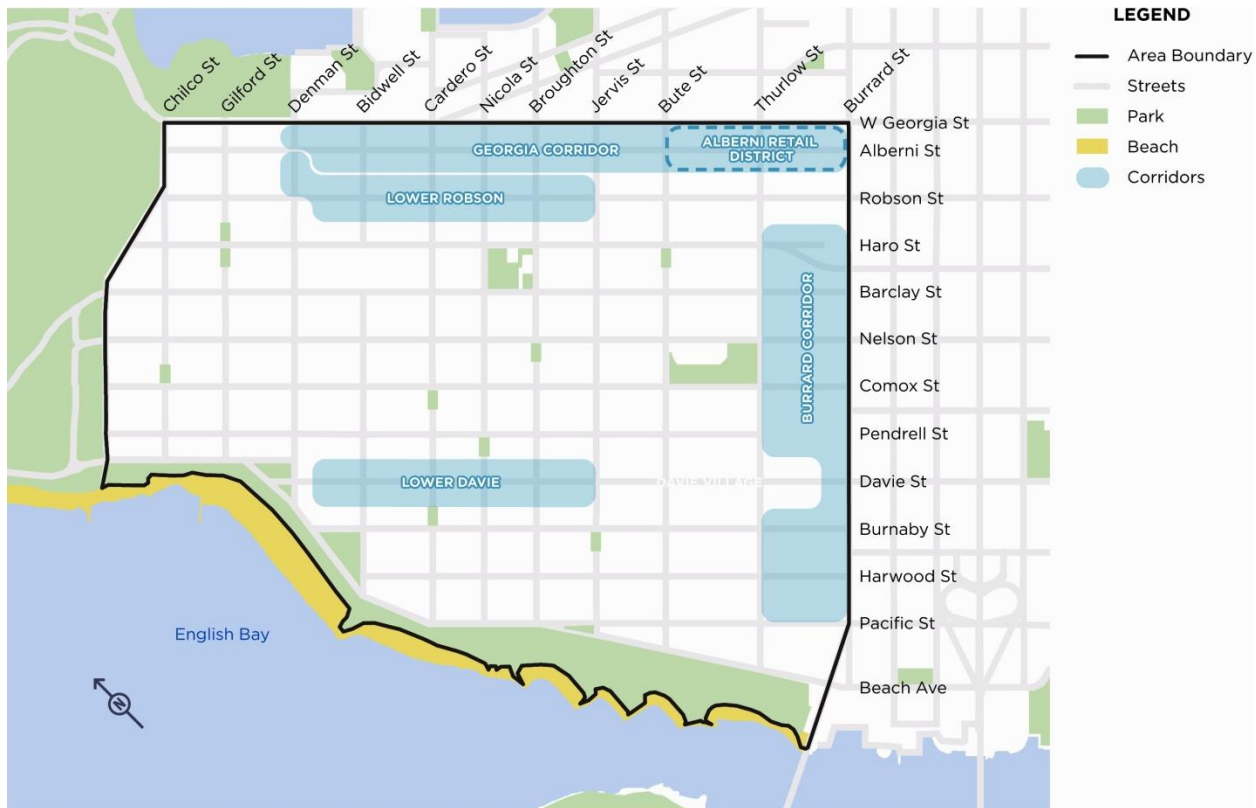 LEGEND
Area Boundary
Streets
Park
Beach
Corridors
Chilco St
Gilford St
Denman St
Bidwell St
Cardero St
Nicola St
Broughton St
Jervis St
Bute St
Thurlow St
Burrard St
W Georgia St
Alberni St
Robson St
Haro St
Barclay St
Nelson St
Comox St
Pendrell St
Davie St
Burnaby St
Harwood St
Pacific St
Beach Ave
GEORGIA CORRIDOR
ALBERNI RETAIL
DISTRICT
LOWER ROBSON
BURRARD CORRIDOR
LOWER DAVIE
DAVIE VILLAGE
English Bay
N